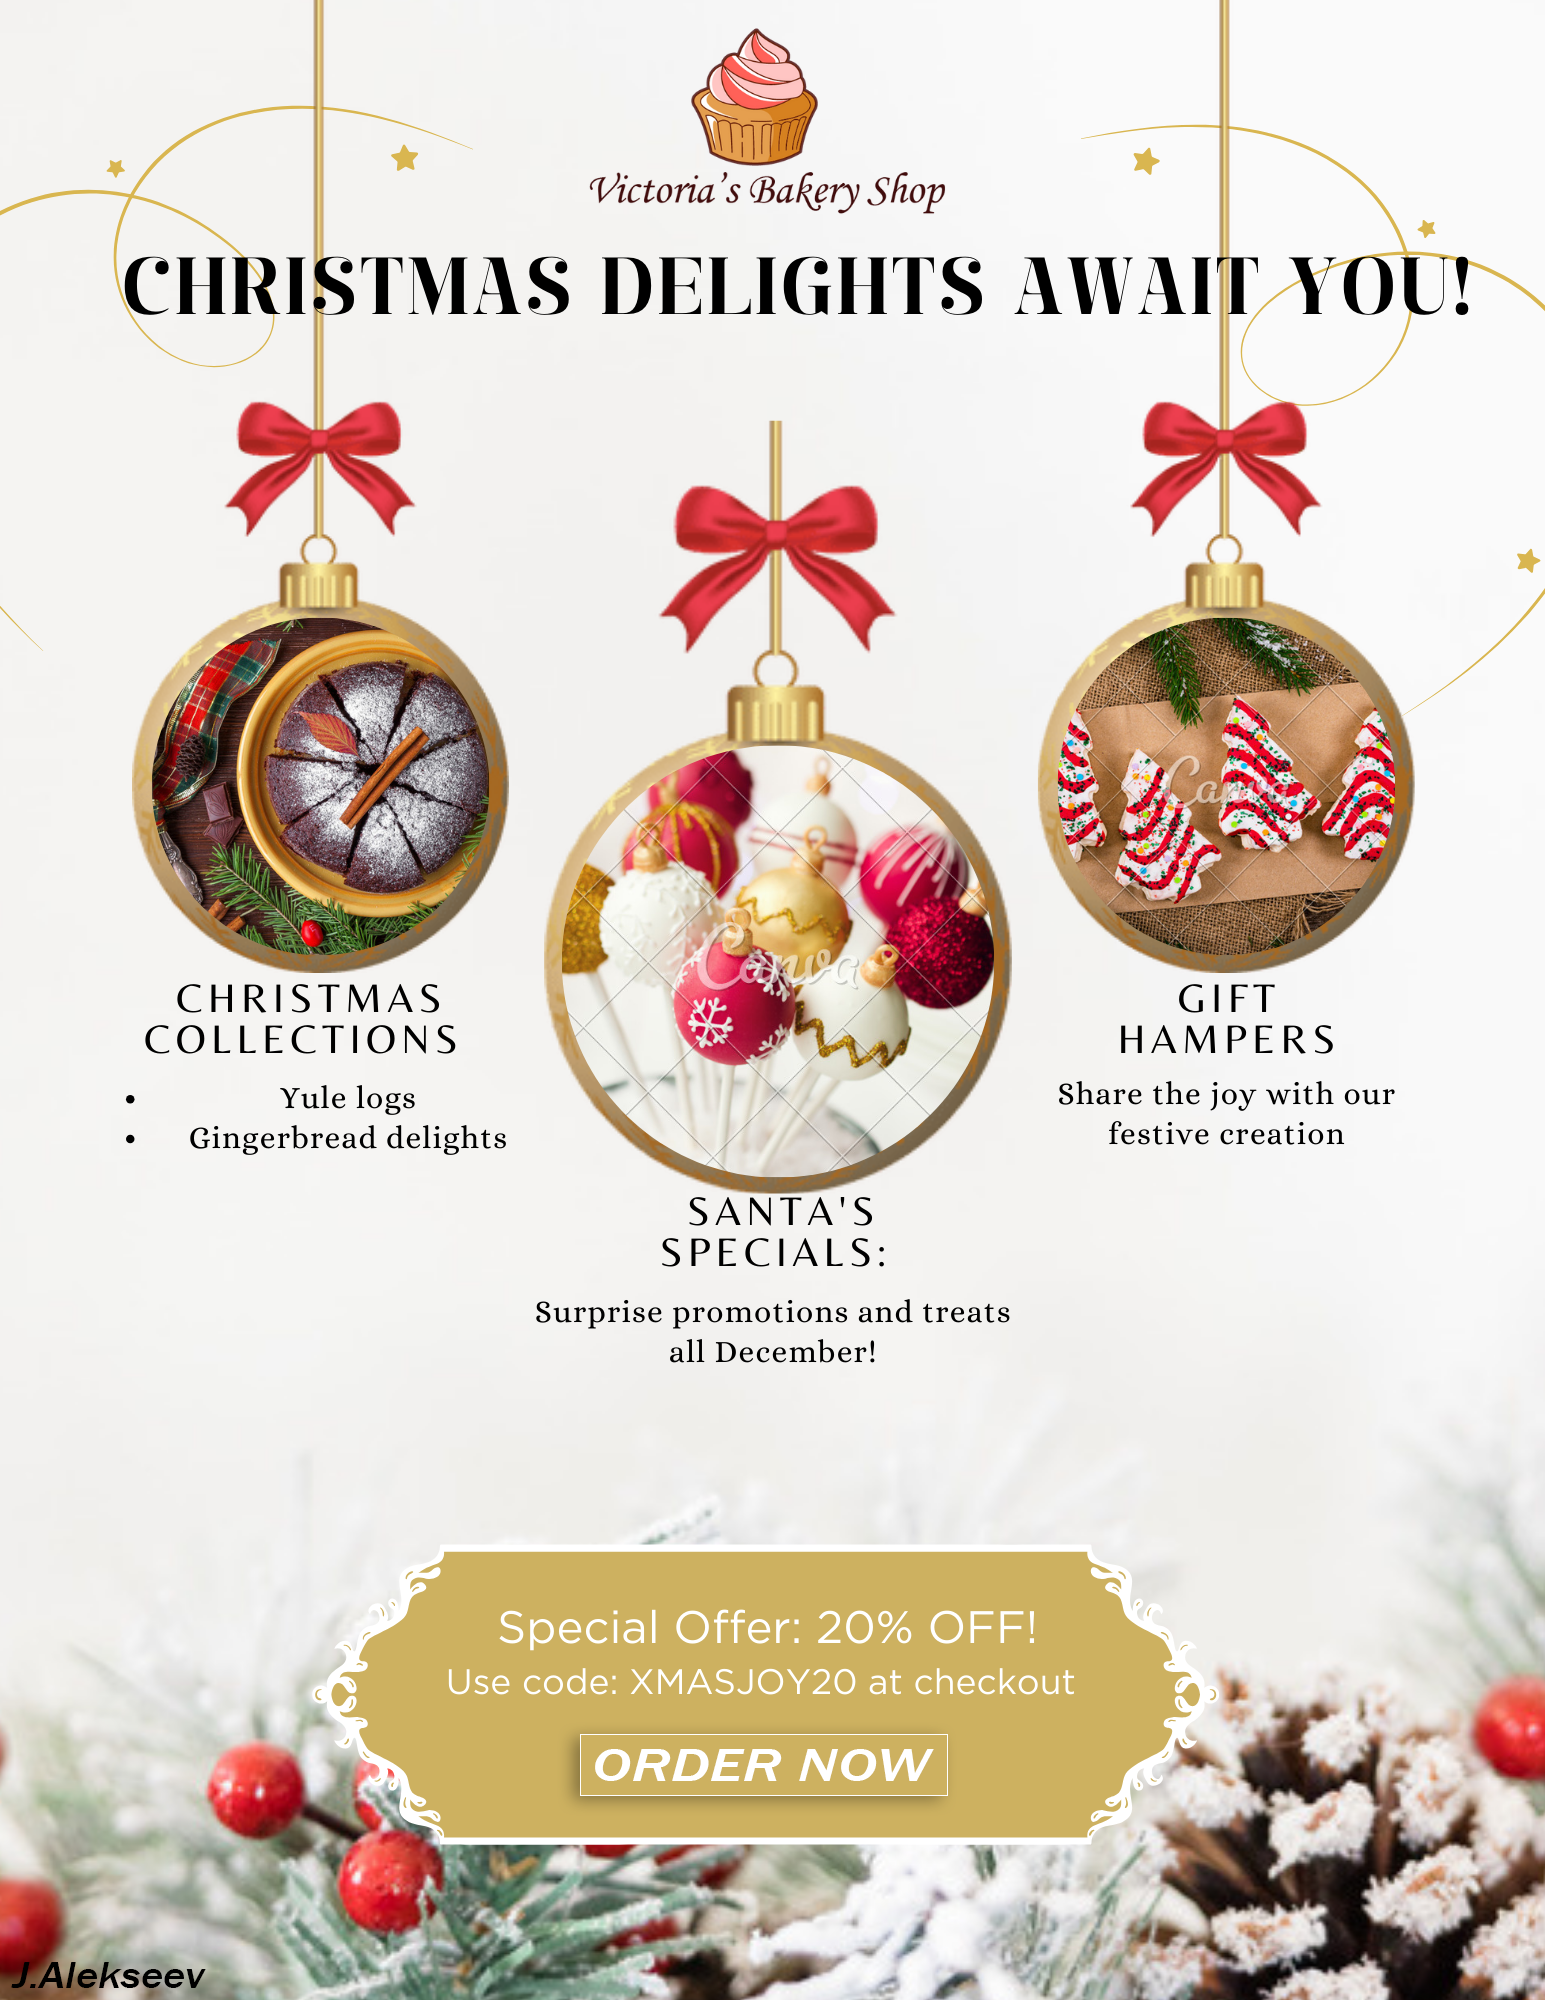 Victoria's Bakery Shop
CHRISTMAS DELIGHTS AWAIT YOU!
CHRISTMAS
COLLECTIONS
• Yule logs
• Gingerbread delights
Canva
SANTA'S
SPECIALS:
Surprise promotions and treats
all December!
Canva
GIFT
HAMPERS
Share the joy with our
festive creation
Special Offer: 20% OFF!
Use code: XMASJOY20 at checkout
ORDER NOW
J.Alekseev